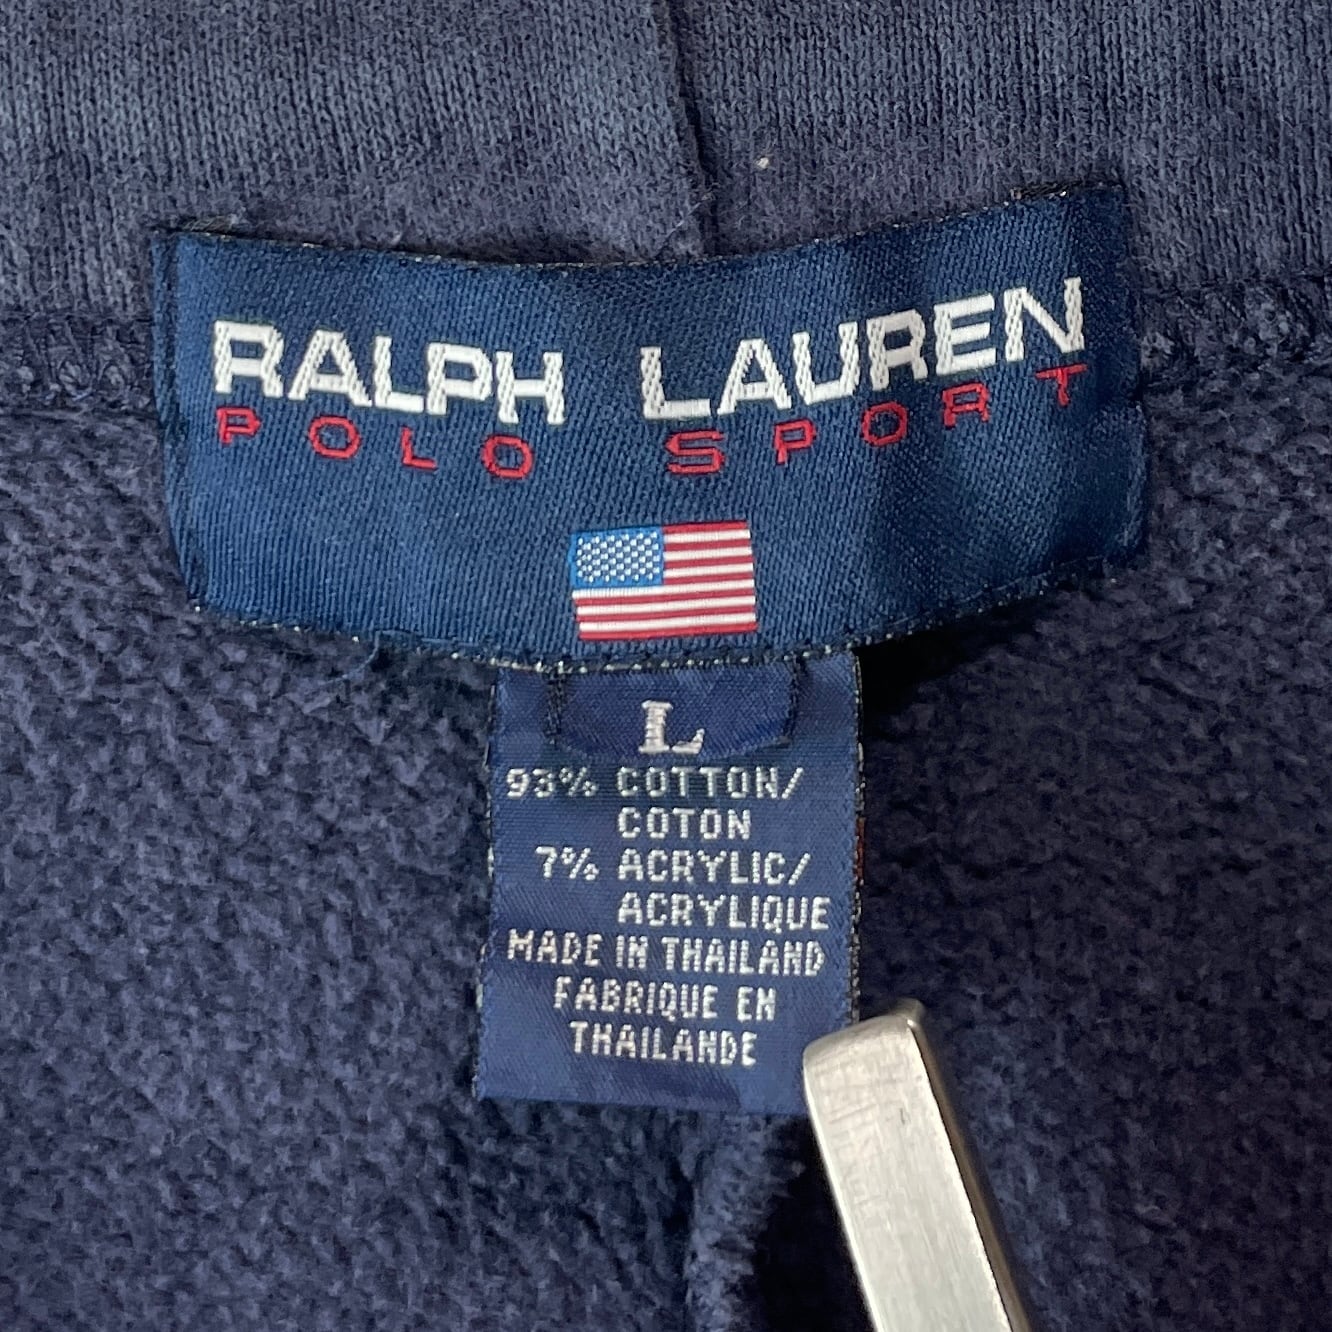 RALPH LAUREN
POLO SPORT
L
93% COTTON/
COTON
7% ACRYLIC/
ACRYLIQUE
MADE IN THAILAND
FABRIQUE EN
THAILANDE